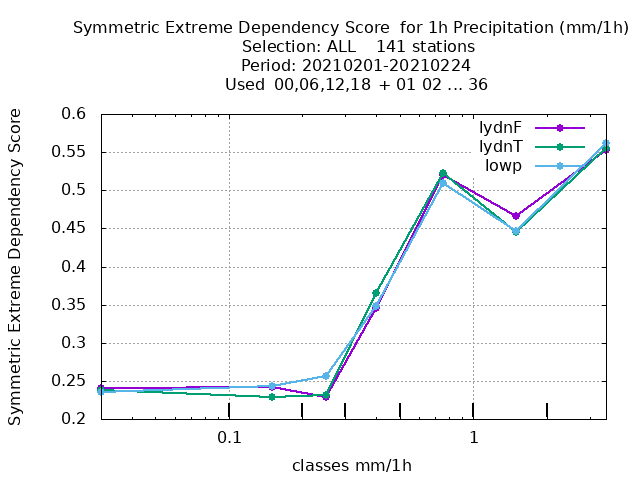 Symmetric Extreme Dependency Score  for 1h Precipitation (mm/1h)
Selection: ALL    141 stations
Period: 20210201-20210224
Used  00,06,12,18  + 01 02 ... 36
Symmetric Extreme Dependency Score
0.6
0.55
0.5
0.45
0.4
0.35
0.3
0.25
0.2
lydnF
lydnT
lowp
0.1
1
classes mm/1h